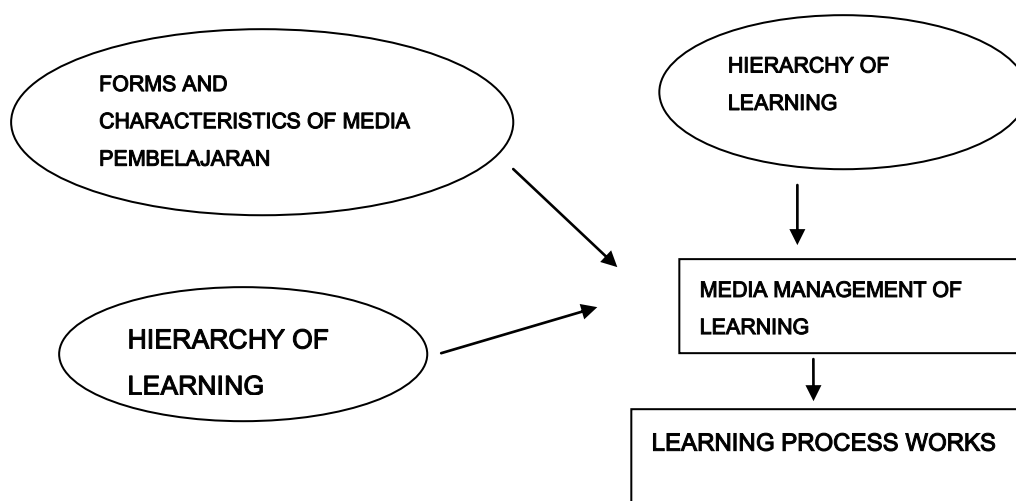 FORMS AND
CHARACTERISTICS OF MEDIA
PEMBELAJARAN
HIERARCHY OF
LEARNING
HIERARCHY OF
LEARNING
MEDIA MANAGEMENT OF
LEARNING
LEARNING PROCESS WORKS